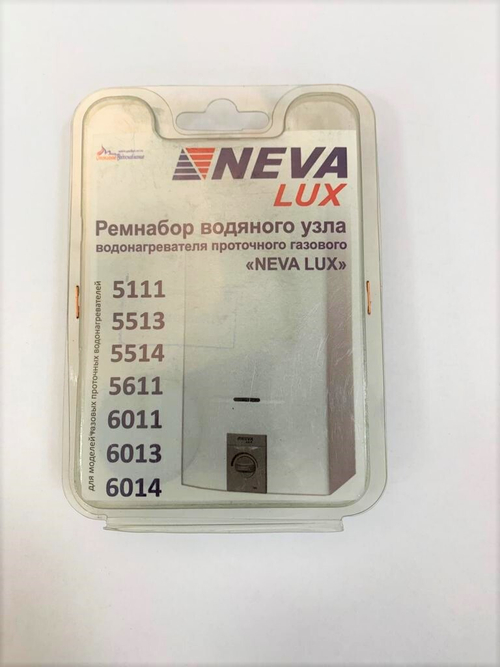 NEVA
LUX
Ремнабор водяного узла
водонагревателя проточного газового
«NEVA LUX»
для моделей газовых проточных водонагревателей
5111
5513
5514
5611
6011
6013
6014
NEVA